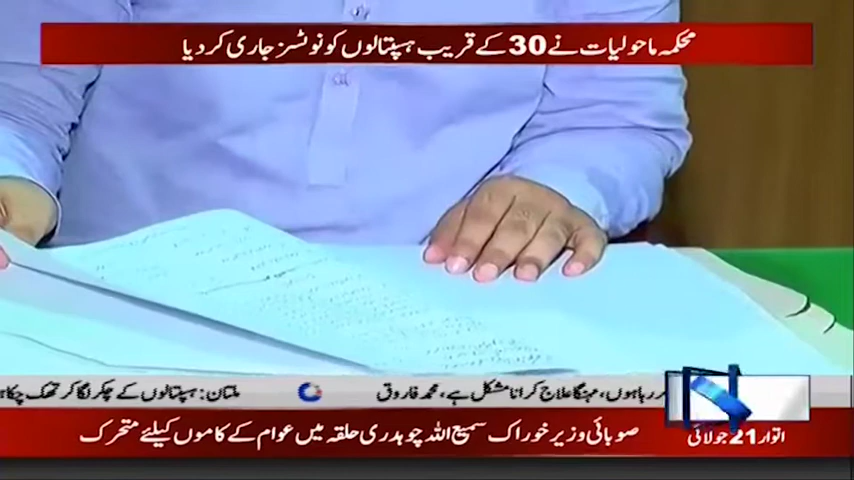 محکمہ ماحولیات نے 30 کے قریب ہسپتالوں کو نوٹسز جاری کردیا
رہاہوں، مہنگا علاج کرانا مشکل ہے، محمد فاروق
ملتان: ہسپتالوں کے چکر لگا کر تھک چکا
اتوار 21 جولائی
صوبائی وزیر خوراک سمیع اللہ چوہدری حلقہ میں عوام کے کاموں کیلئے متحرک